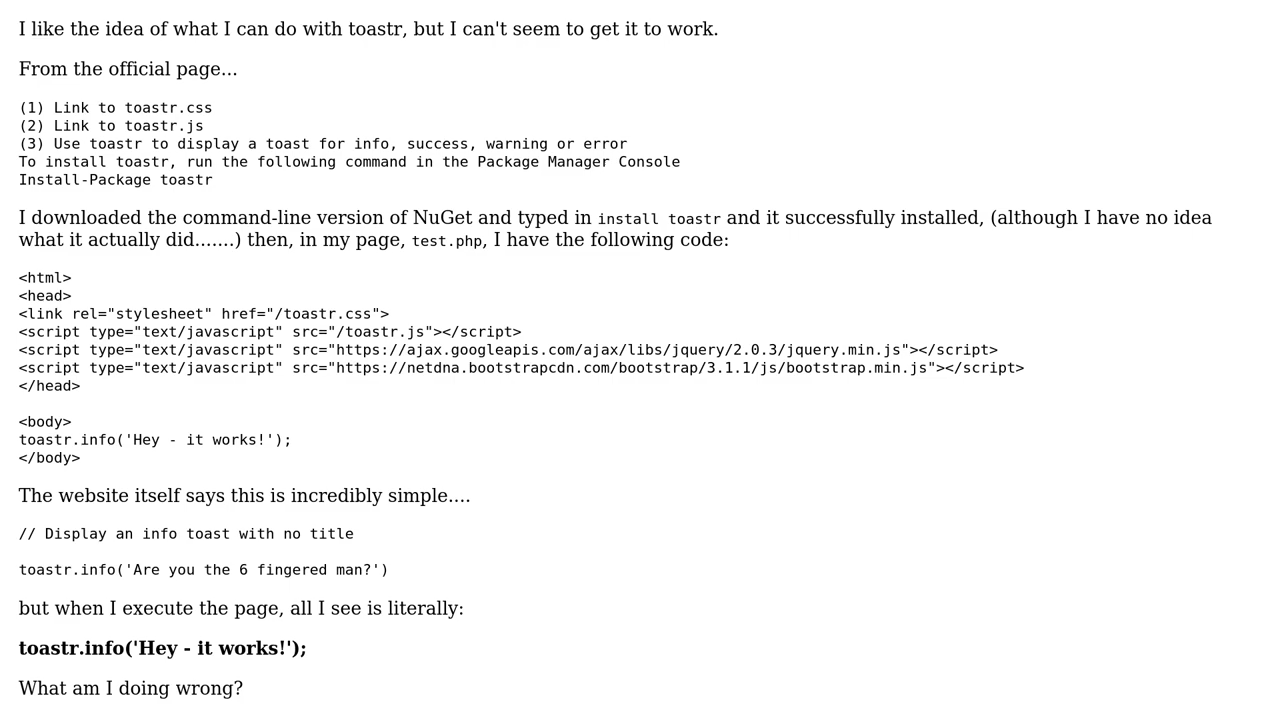 I like the idea of what I can do with toastr, but I can't seem to get it to work.
From the official page...
(1) Link to toastr.css
(2) Link to toastr.js
(3) Use toastr to display a toast for info, success, warning or error
To install toastr, run the following command in the Package Manager Console
Install-Package toastr
I downloaded the command-line version of NuGet and typed in install toastr and it successfully installed, (although I have no idea
what it actually did.......) then, in my page, test.php, I have the following code:
<html>
<head>
<link rel="stylesheet" href="/toastr.css">
<script type="text/javascript" src="/toastr.js"></script>
<script type="text/javascript" src="https://ajax.googleapis.com/ajax/libs/jquery/2.0.3/jquery.min.js"></script>
<script type="text/javascript" src="https://netdna.bootstrapcdn.com/bootstrap/3.1.1/js/bootstrap.min.js"></script>
</head>
<body>
toastr.info('Hey - it works!');
</body>
The website itself says this is incredibly simple....
// Display an info toast with no title
toastr.info('Are you the 6 fingered man?')
but when I execute the page, all I see is literally:
toastr.info('Hey - it works!');
What am I doing wrong?